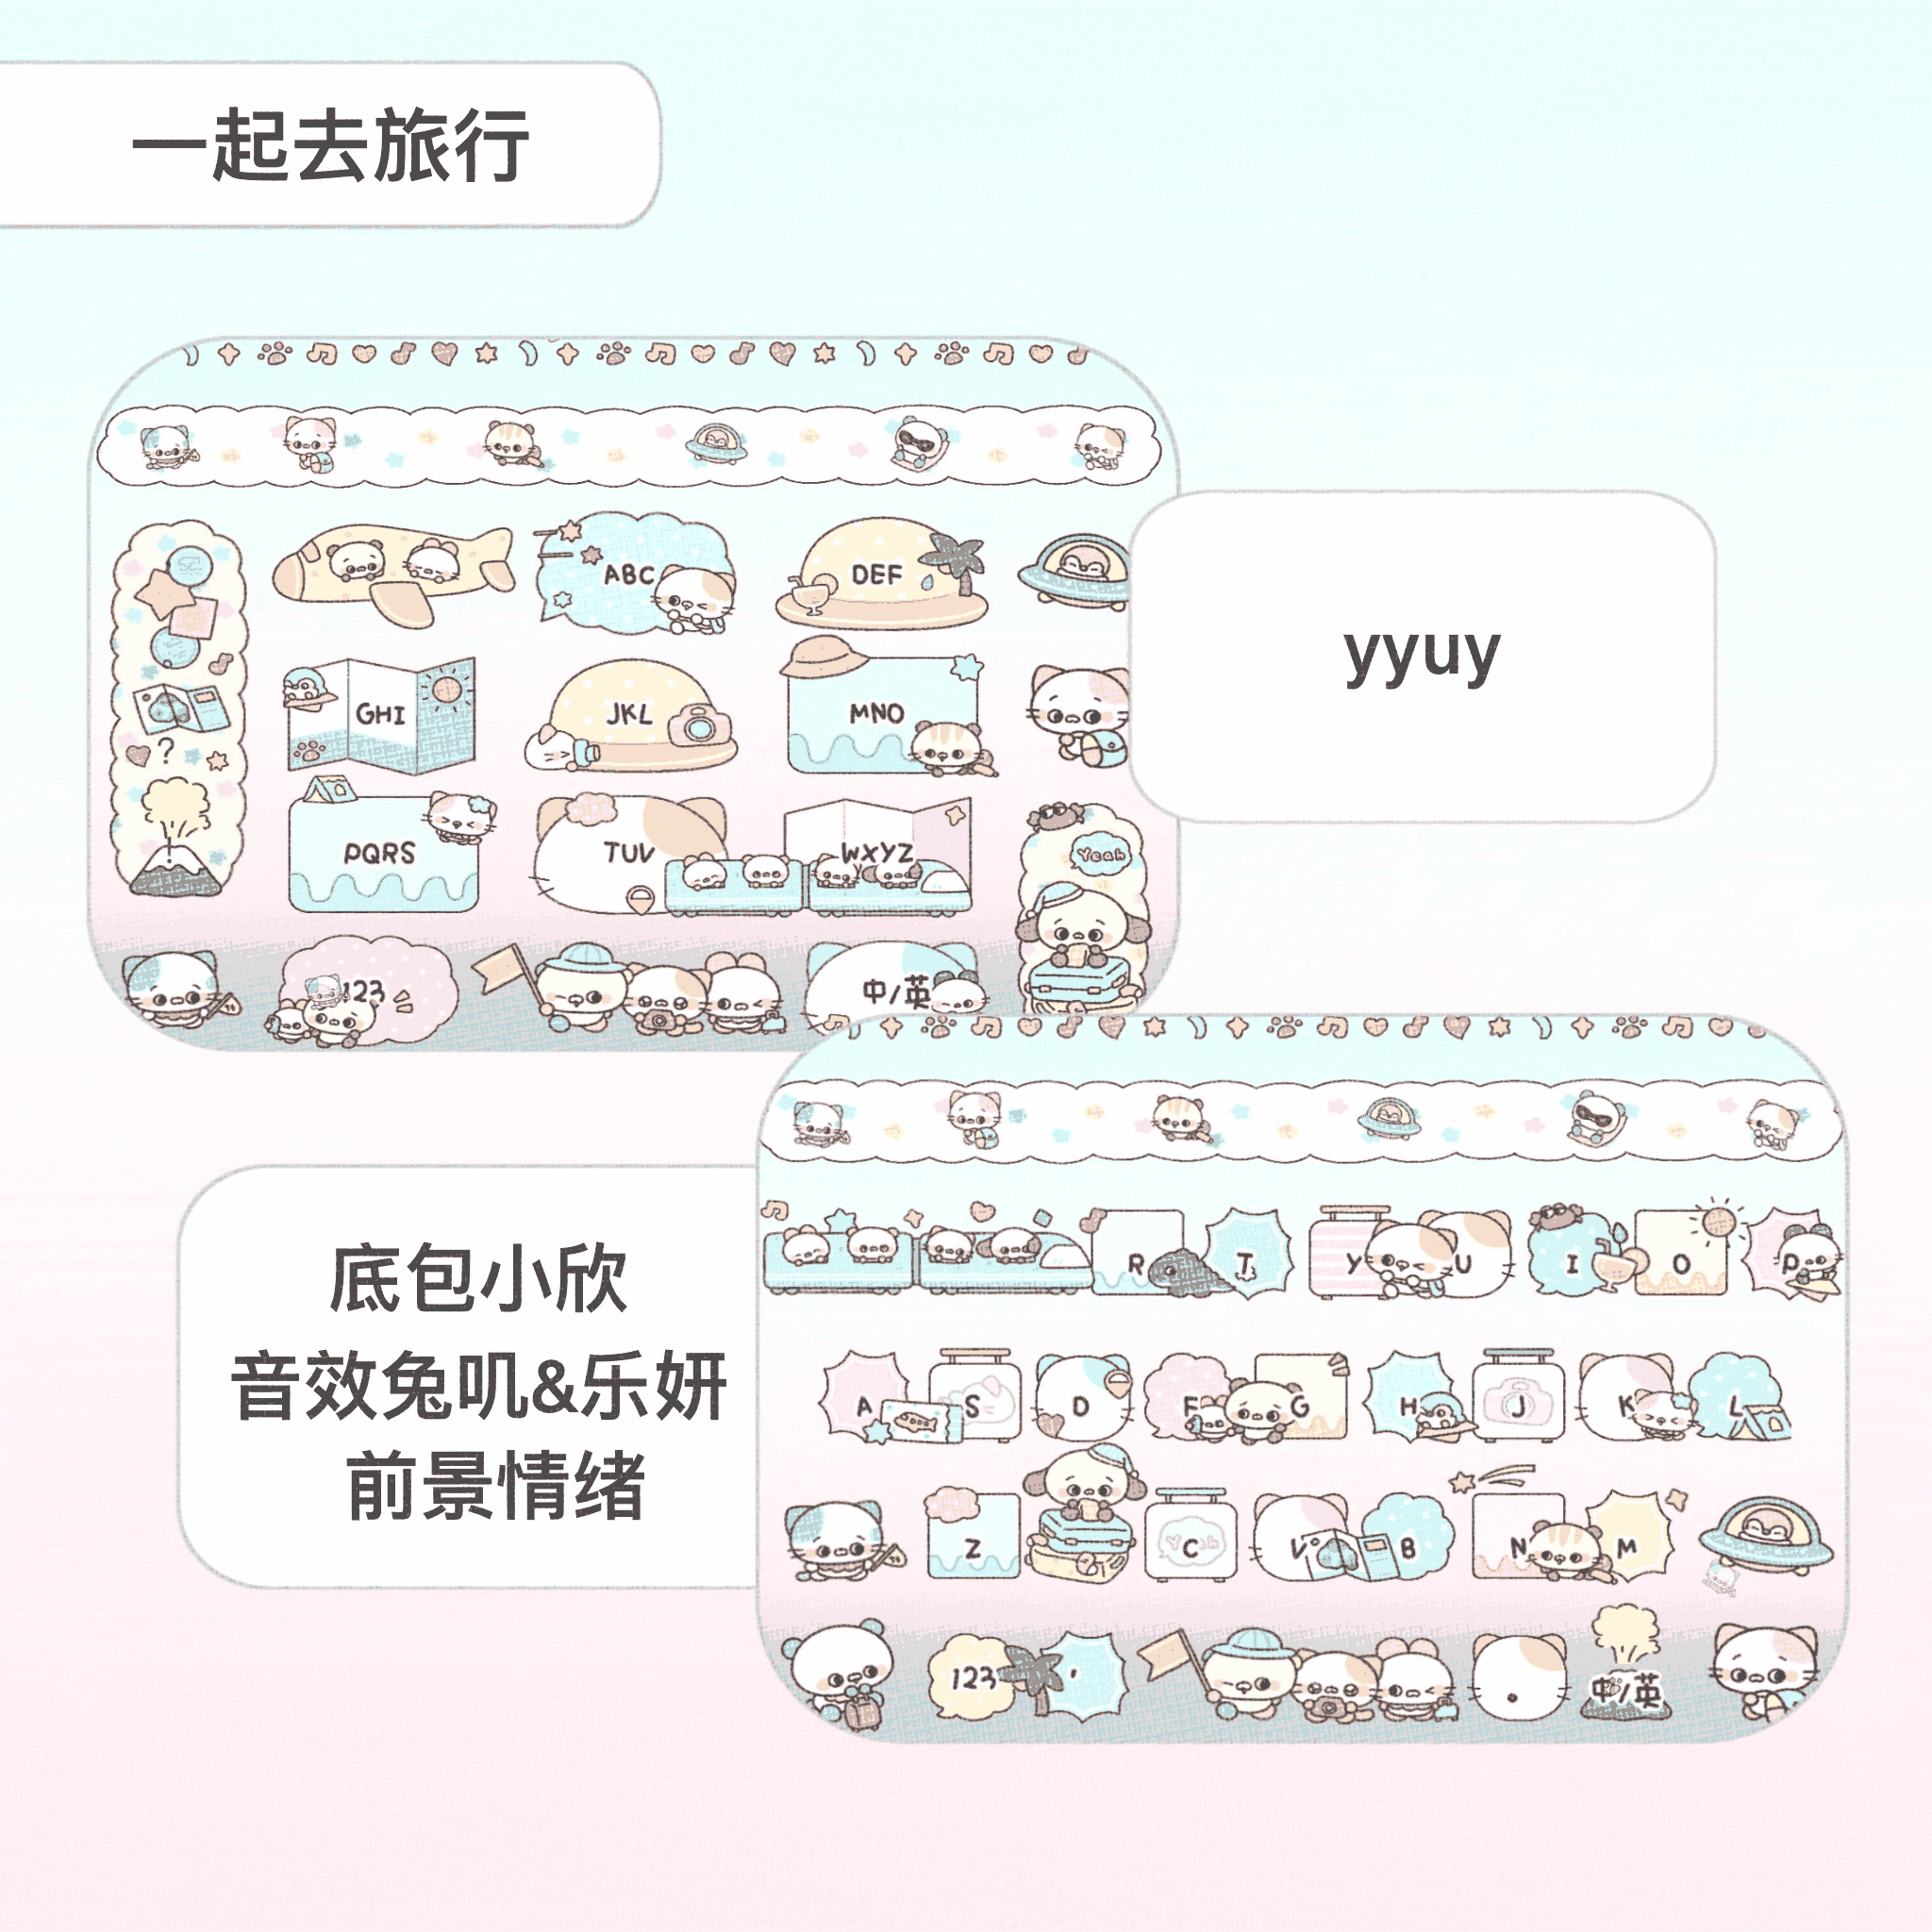 一起去旅行
ABC
DEF
GHI
JKL
MNO
yyuy
?
PQRS
TUV
WXYZ
Yeah
123
中/英
底包小欣
音效兔叽&乐妍
前景情绪
R T Y U I O P
A S D F G H J K L
Z C V B N M
123
中/英